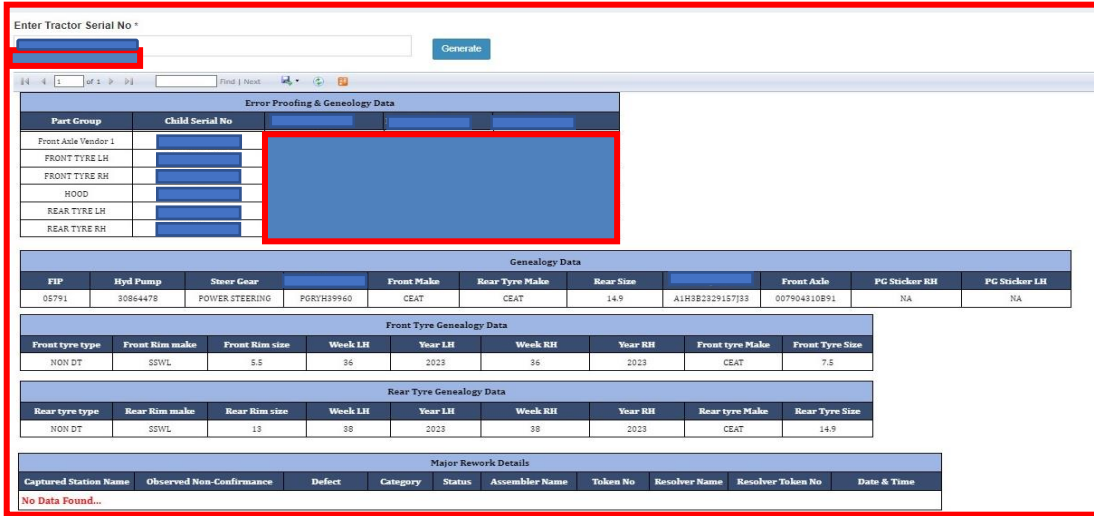 Enter Tractor Serial No *
Generate
1 of 1 Find | Next
Error Proofing & Geneology Data
Part Group Child Serial No
Front Axle Vendor 1
FRONT TYRE LH
FRONT TYRE RH
HOOD
REAR TYRE LH
REAR TYRE RH
Genealogy Data
FIP Hyd Pump Steer Gear Front Make Rear Tyre Make Rear Size Front Axle PG Sticker RH PG Sticker LH
05791 30864478 POWER STEERING PGRYH39960 CEAT CEAT 14.9 A1H3B2329157J33 007904310B91 NA NA
Front Tyre Genealogy Data
Front tyre type Front Rim make Front Rim size Week LH Year LH Week RH Year RH Front tyre Make Front Tyre Size
NON DT SSWL 5.5 36 2023 36 2023 CEAT 7.5
Rear Tyre Genealogy Data
Rear tyre type Rear Rim make Rear Rim size Week LH Year LH Week RH Year RH Rear tyre Make Rear Tyre Size
NON DT SSWL 13 38 2023 38 2023 CEAT 14.9
Major Rework Details
Captured Station Name Observed Non-Confirmance Defect Category Status Assembler Name Token No Resolver Name Resolver Token No Date & Time
No Data Found...